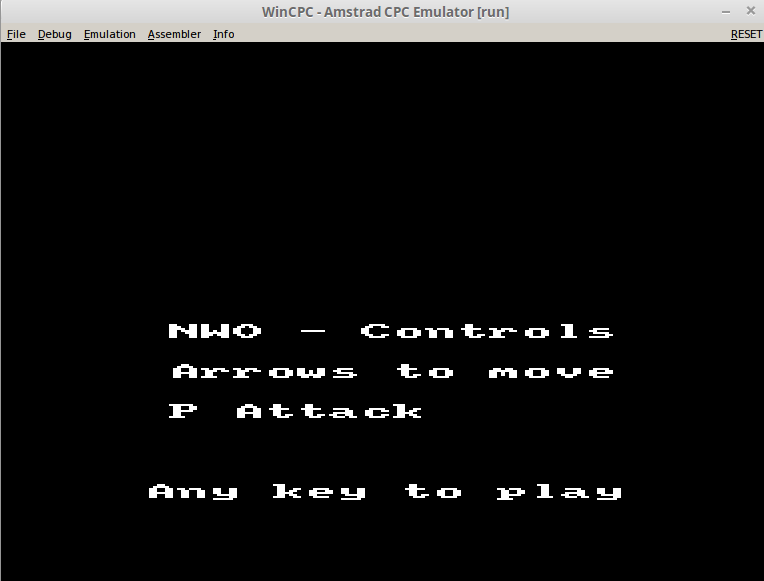 WinCPC - Amstrad CPC Emulator [run]
File Debug Emulation Assembler Info RESET
NWO - Controls
Arrows to move
P Attack
Any key to play